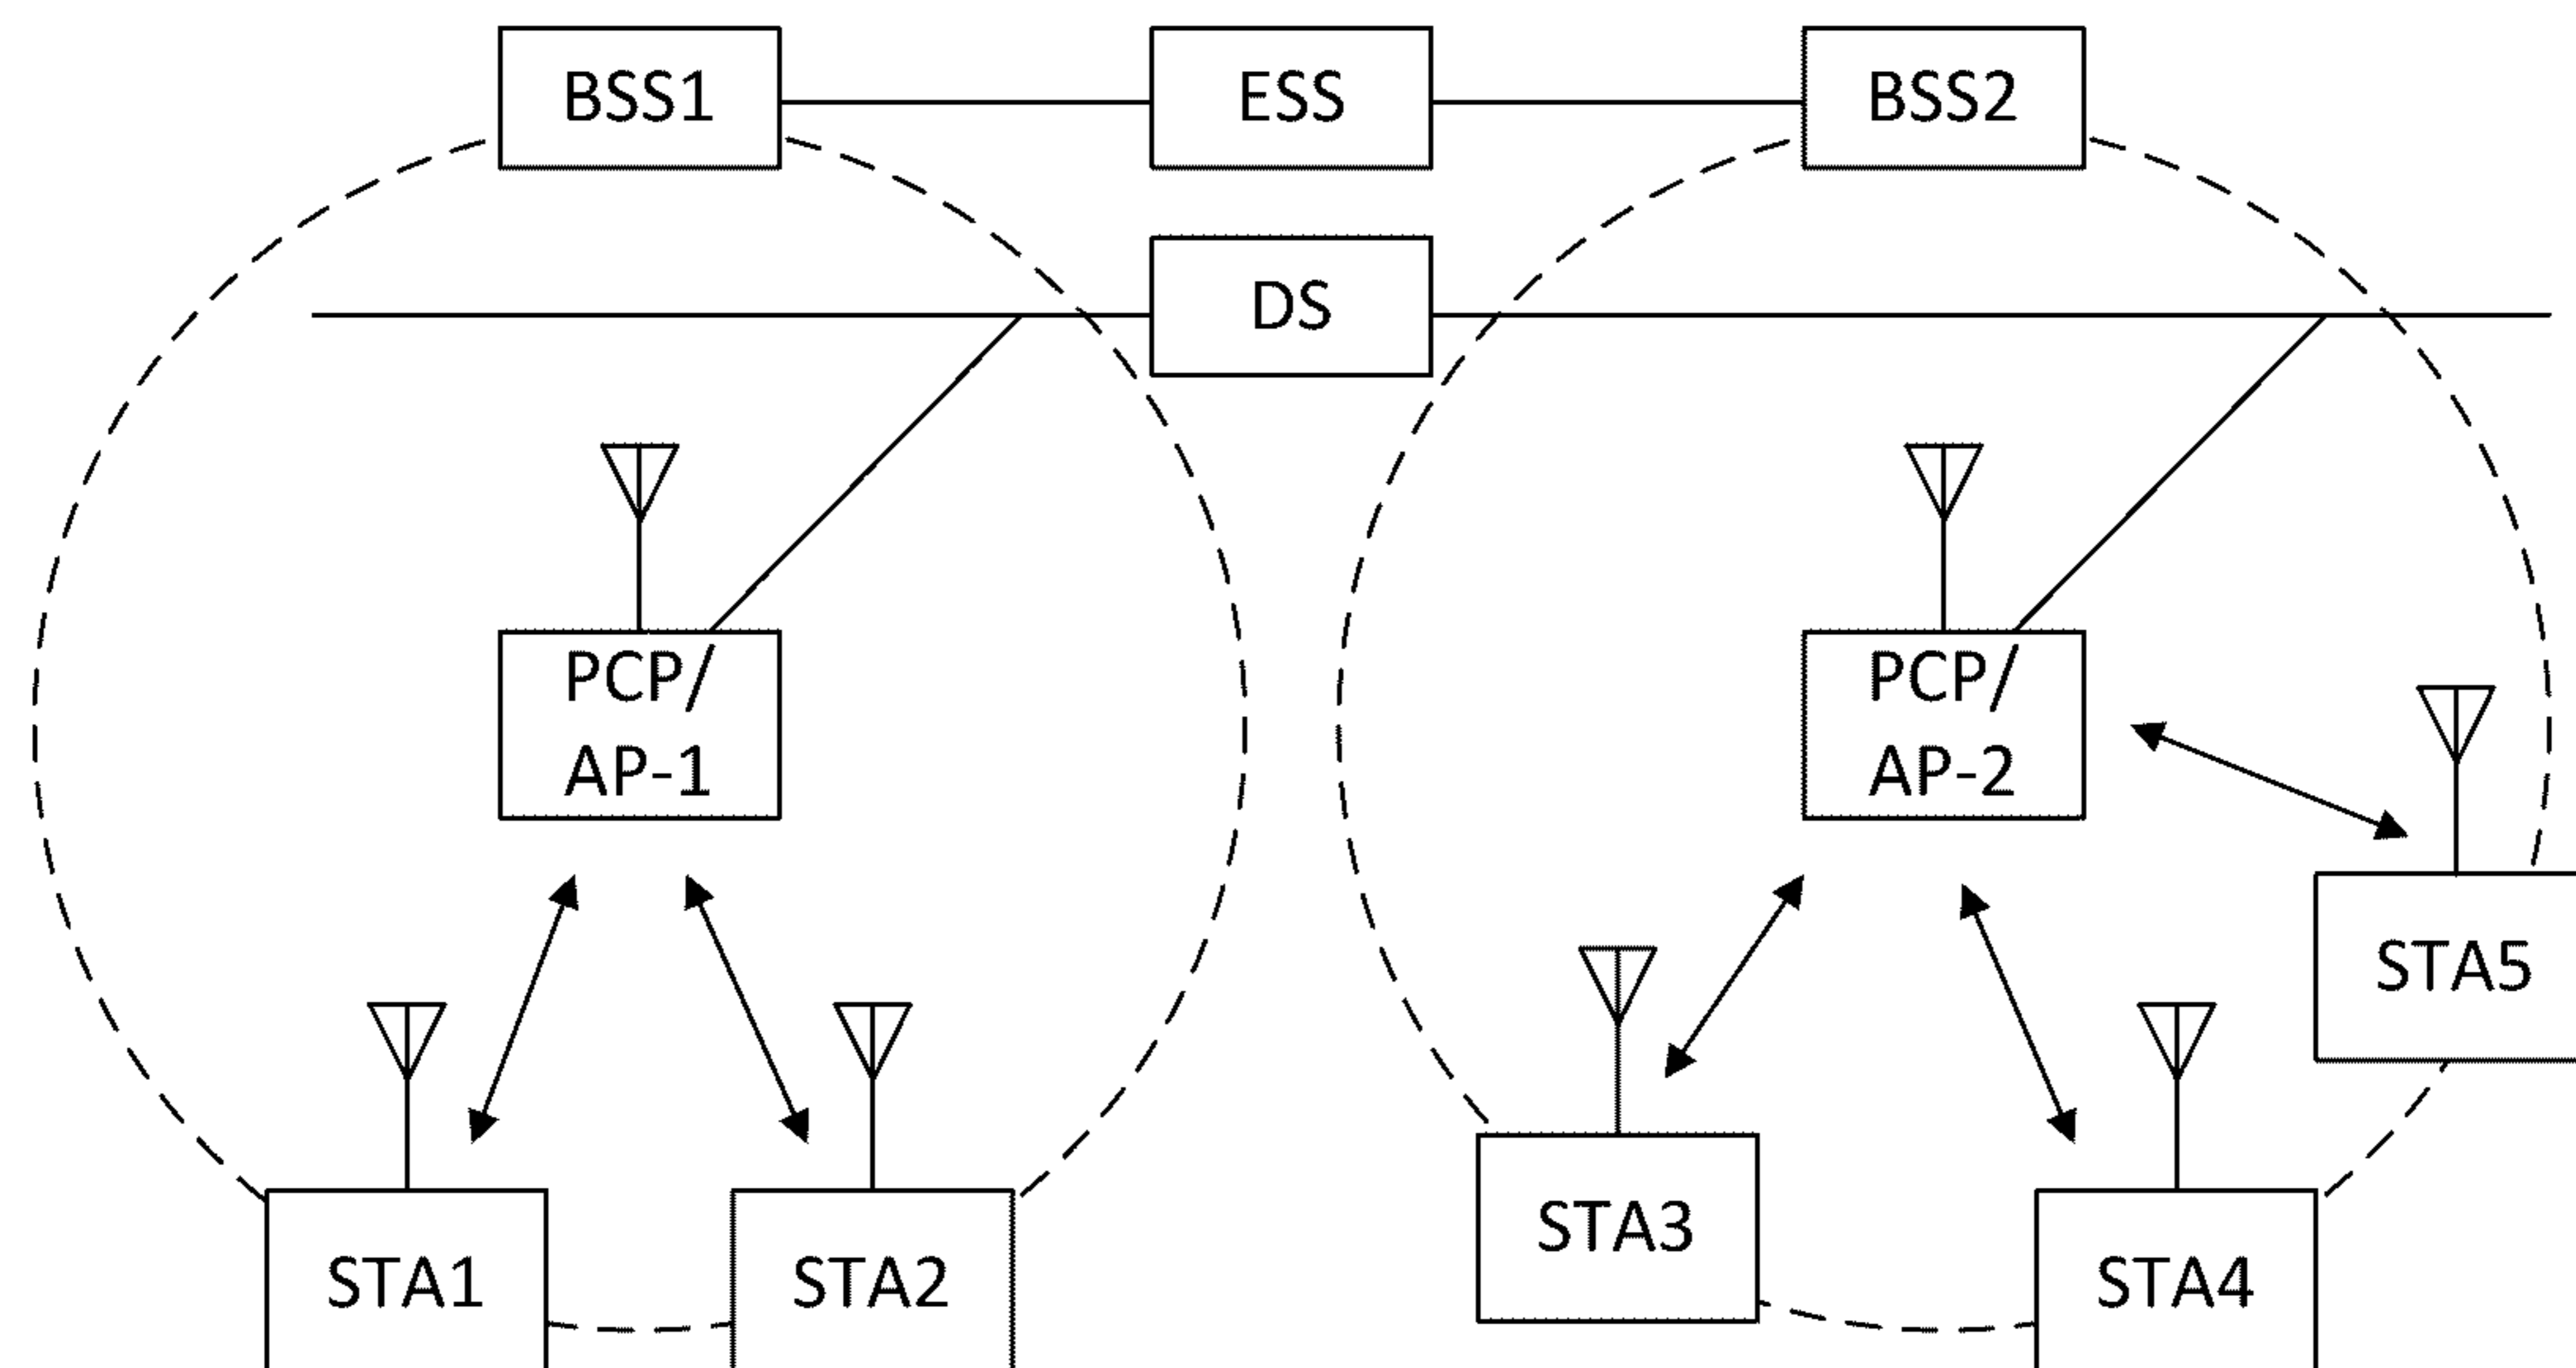 BSS1
ESS
BSS2
DS
PCP/
AP-1
PCP/
AP-2
STA5
STA3
STA1
STA2
STA4